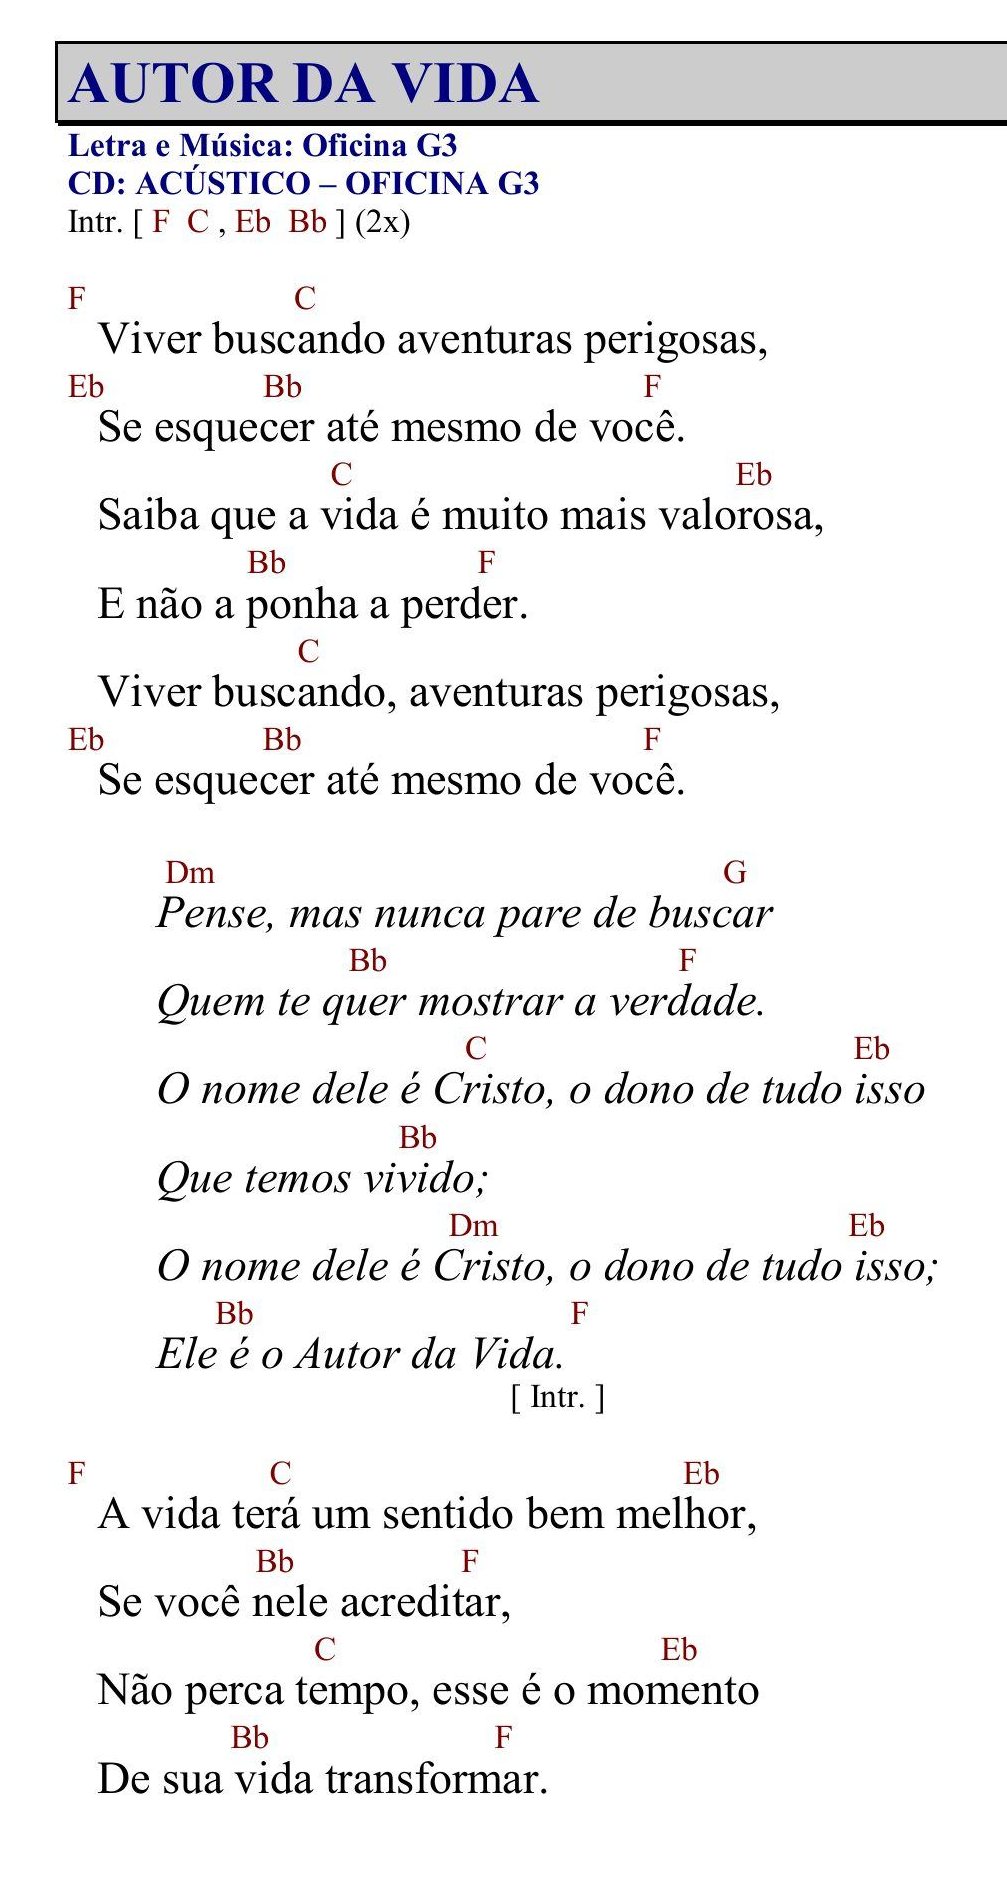 AUTOR DA VIDA
Letra e Música: Oficina G3
CD: ACÚSTICO – OFICINA G3
Intr. [ F C , Eb Bb ] (2x)
F C
Viver buscando aventuras perigosas,
Eb Bb F
Se esquecer até mesmo de você.
C Eb
Saiba que a vida é muito mais valorosa,
Bb F
E não a ponha a perder.
C
Viver buscando, aventuras perigosas,
Eb Bb F
Se esquecer até mesmo de você.
Dm G
Pense, mas nunca pare de buscar
Bb F
Quem te quer mostrar a verdade.
C Eb
O nome dele é Cristo, o dono de tudo isso
Bb
Que temos vivido;
Dm Eb
O nome dele é Cristo, o dono de tudo isso;
Bb F
Ele é o Autor da Vida.
[ Intr. ]
F C Eb
A vida terá um sentido bem melhor,
Bb F
Se você nele acreditar,
C Eb
Não perca tempo, esse é o momento
Bb F
De sua vida transformar.